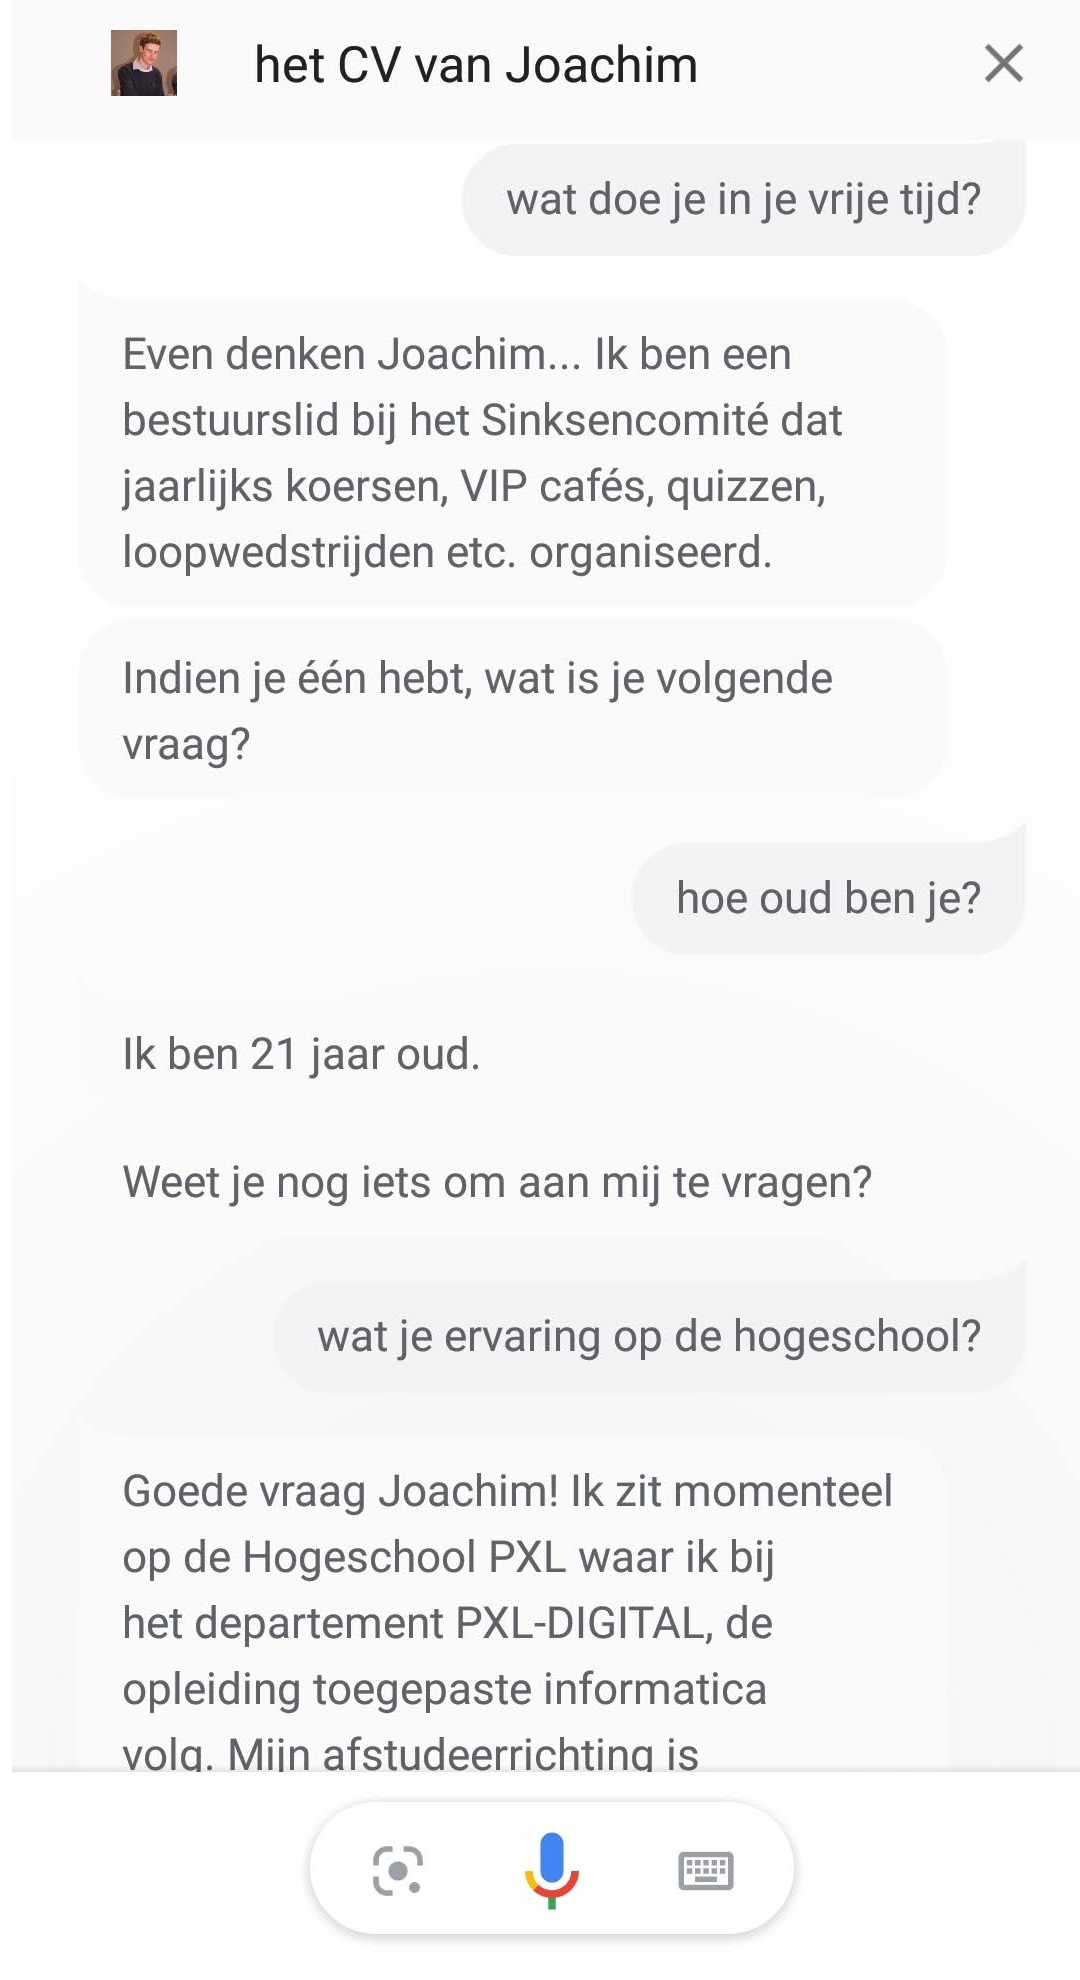 het CV van Joachim
wat doe je in je vrije tijd?
Even denken Joachim... Ik ben een
bestuurslid bij het Sinksencomité dat
jaarlijks koersen, VIP cafés, quizzen,
loopwedstrijden etc. organiseerd.
Indien je één hebt, wat is je volgende
vraag?
hoe oud ben je?
Ik ben 21 jaar oud.
Weet je nog iets om aan mij te vragen?
wat je ervaring op de hogeschool?
Goede vraag Joachim! Ik zit momenteel
op de Hogeschool PXL waar ik bij
het departement PXL-DIGITAL, de
opleiding toegepaste informatica
volg. Mijn afstudeerrichting is